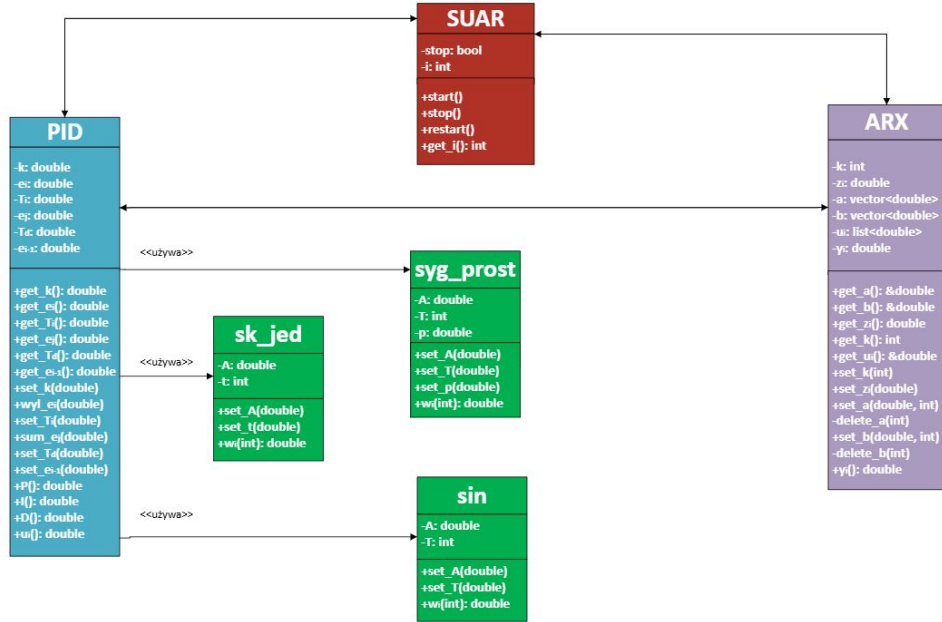 SUAR
-stop: bool
-i: int
+start()
+stop()
+restart()
+get_i(): int
PID
-k: double
-eᵢ: double
-Tᵢ: double
-eⱼ: double
-T_d: double
-eᵢ₋₁: double
+get_k(): double
+get_eᵢ(): double
+get_Tᵢ(): double
+get_eⱼ(): double
+get_T_d(): double
+get_eᵢ₋₁(): double
+set_k(double)
+wyl_eᵢ(double)
+set_Tᵢ(double)
+sum_eⱼ(double)
+set_T_d(double)
+set_eᵢ₋₁(double)
+P(): double
+I(): double
+D(): double
+uᵢ(): double
ARX
-k: int
-zᵢ: double
-a: vector<double>
-b: vector<double>
-uᵢ: list<double>
-yᵢ: double
+get_a(): &double
+get_b(): &double
+get_zᵢ(): double
+get_k(): int
+get_uᵢ(): &double
+set_k(int)
+set_zᵢ(double)
+set_a(double, int)
-delete_a(int)
+set_b(double, int)
-delete_b(int)
+yᵢ(): double
<<używa>>
syg_prost
-A: double
-T: int
-p: double
+set_A(double)
+set_T(double)
+set_p(double)
+wᵢ(int): double
<<używa>>
sk_jed
-A: double
-t: int
+set_A(double)
+set_t(double)
+wᵢ(int): double
<<używa>>
sin
-A: double
-T: int
+set_A(double)
+set_T(double)
+wᵢ(int): double